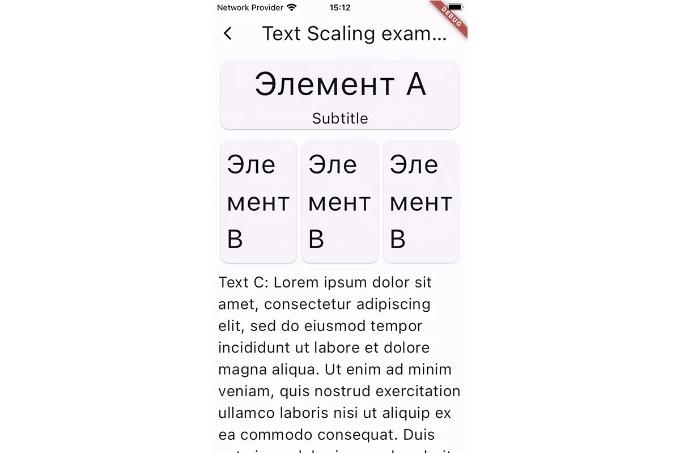 Network Provider 15:12
DEBUG
Text Scaling exam...
Элемент А
Subtitle
Эле Эле Эле
мент мент мент
В В В
Text C: Lorem ipsum dolor sit
amet, consectetur adipiscing
elit, sed do eiusmod tempor
incididunt ut labore et dolore
magna aliqua. Ut enim ad minim
veniam, quis nostrud exercitation
ullamco laboris nisi ut aliquip ex
ea commodo consequat. Duis